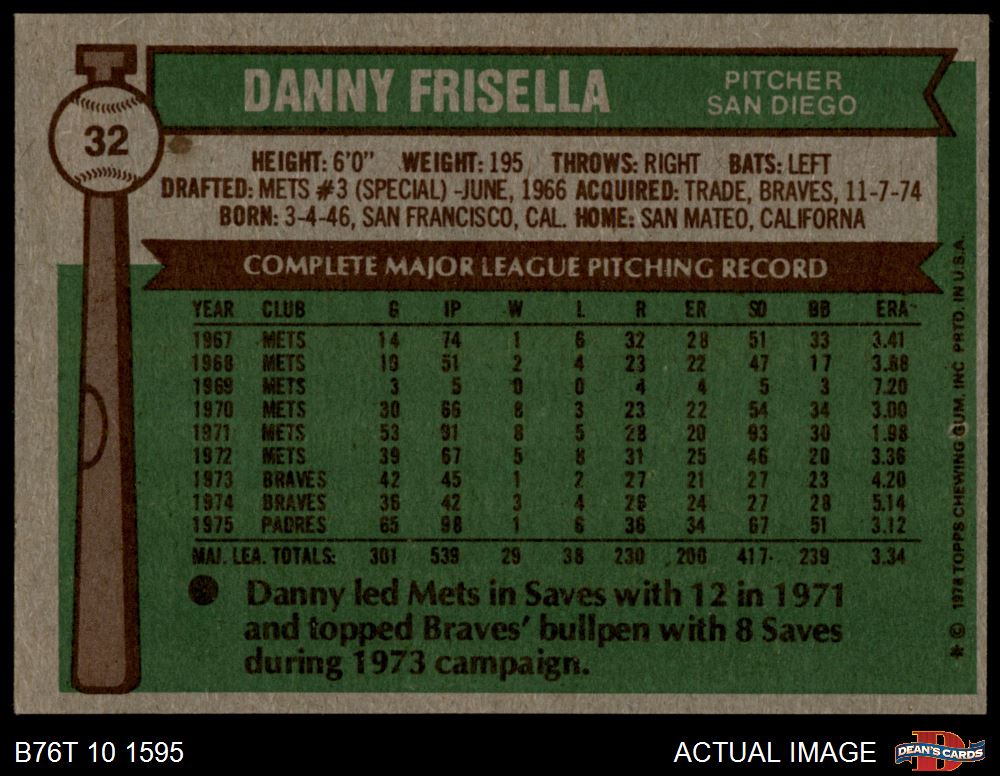 DANNY FRISELLA
PITCHER
SAN DIEGO
32
HEIGHT: 6'0" WEIGHT: 195 THROWS: RIGHT BATS: LEFT
DRAFTED: METS #3 (SPECIAL) -JUNE, 1966 ACQUIRED: TRADE, BRAVES, 11-7-74
BORN: 3-4-46, SAN FRANCISCO, CAL. HOME: SAN MATEO, CALIFORNA
COMPLETE MAJOR LEAGUE PITCHING RECORD
YEAR CLUB G IP W L R ER SO BB ERA
1967 METS 14 74 1 6 32 28 51 33 3.41
1968 METS 19 51 2 4 23 22 47 17 3.88
1969 METS 3 5 0 0 4 4 5 3 7.20
1970 METS 30 66 8 3 23 22 54 34 3.00
1971 METS 53 91 8 5 28 20 93 30 1.98
1972 METS 39 67 5 8 31 25 46 20 3.36
1973 BRAVES 42 45 1 2 27 21 27 23 4.20
1974 BRAVES 36 42 3 4 26 24 27 28 5.14
1975 PADRES 65 98 1 6 36 34 67 51 3.12
MAJ. LEA. TOTALS: 301 539 29 38 230 200 417 239 3.34
Danny led Mets in Saves with 12 in 1971
and topped Braves' bullpen with 8 Saves
during 1973 campaign.
* © 1976 TOPPS CHEWING GUM, INC. PRTD. IN U.S.A.
B76T 10 1595
ACTUAL IMAGE
DEAN'S CARDS